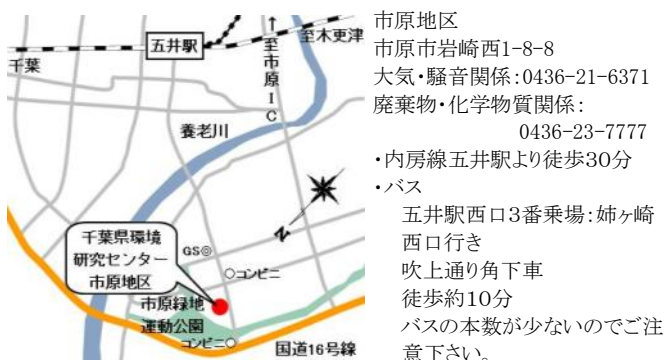 五井駅
↑至市原IC
至木更津
千葉
養老川
N
千葉県環境
研究センター
市原地区
GS◎
○コンビニ
市原緑地
運動公園
コンビニ○
国道16号線
市原地区
市原市岩崎西1-8-8
大気・騒音関係：0436-21-6371
廃棄物・化学物質関係：
0436-23-7777
・内房線五井駅より徒歩30分
・バス
五井駅西口3番乗場：姉ヶ崎
西口行き
吹上通り角下車
徒歩約10分
バスの本数が少ないのでご注
意下さい。